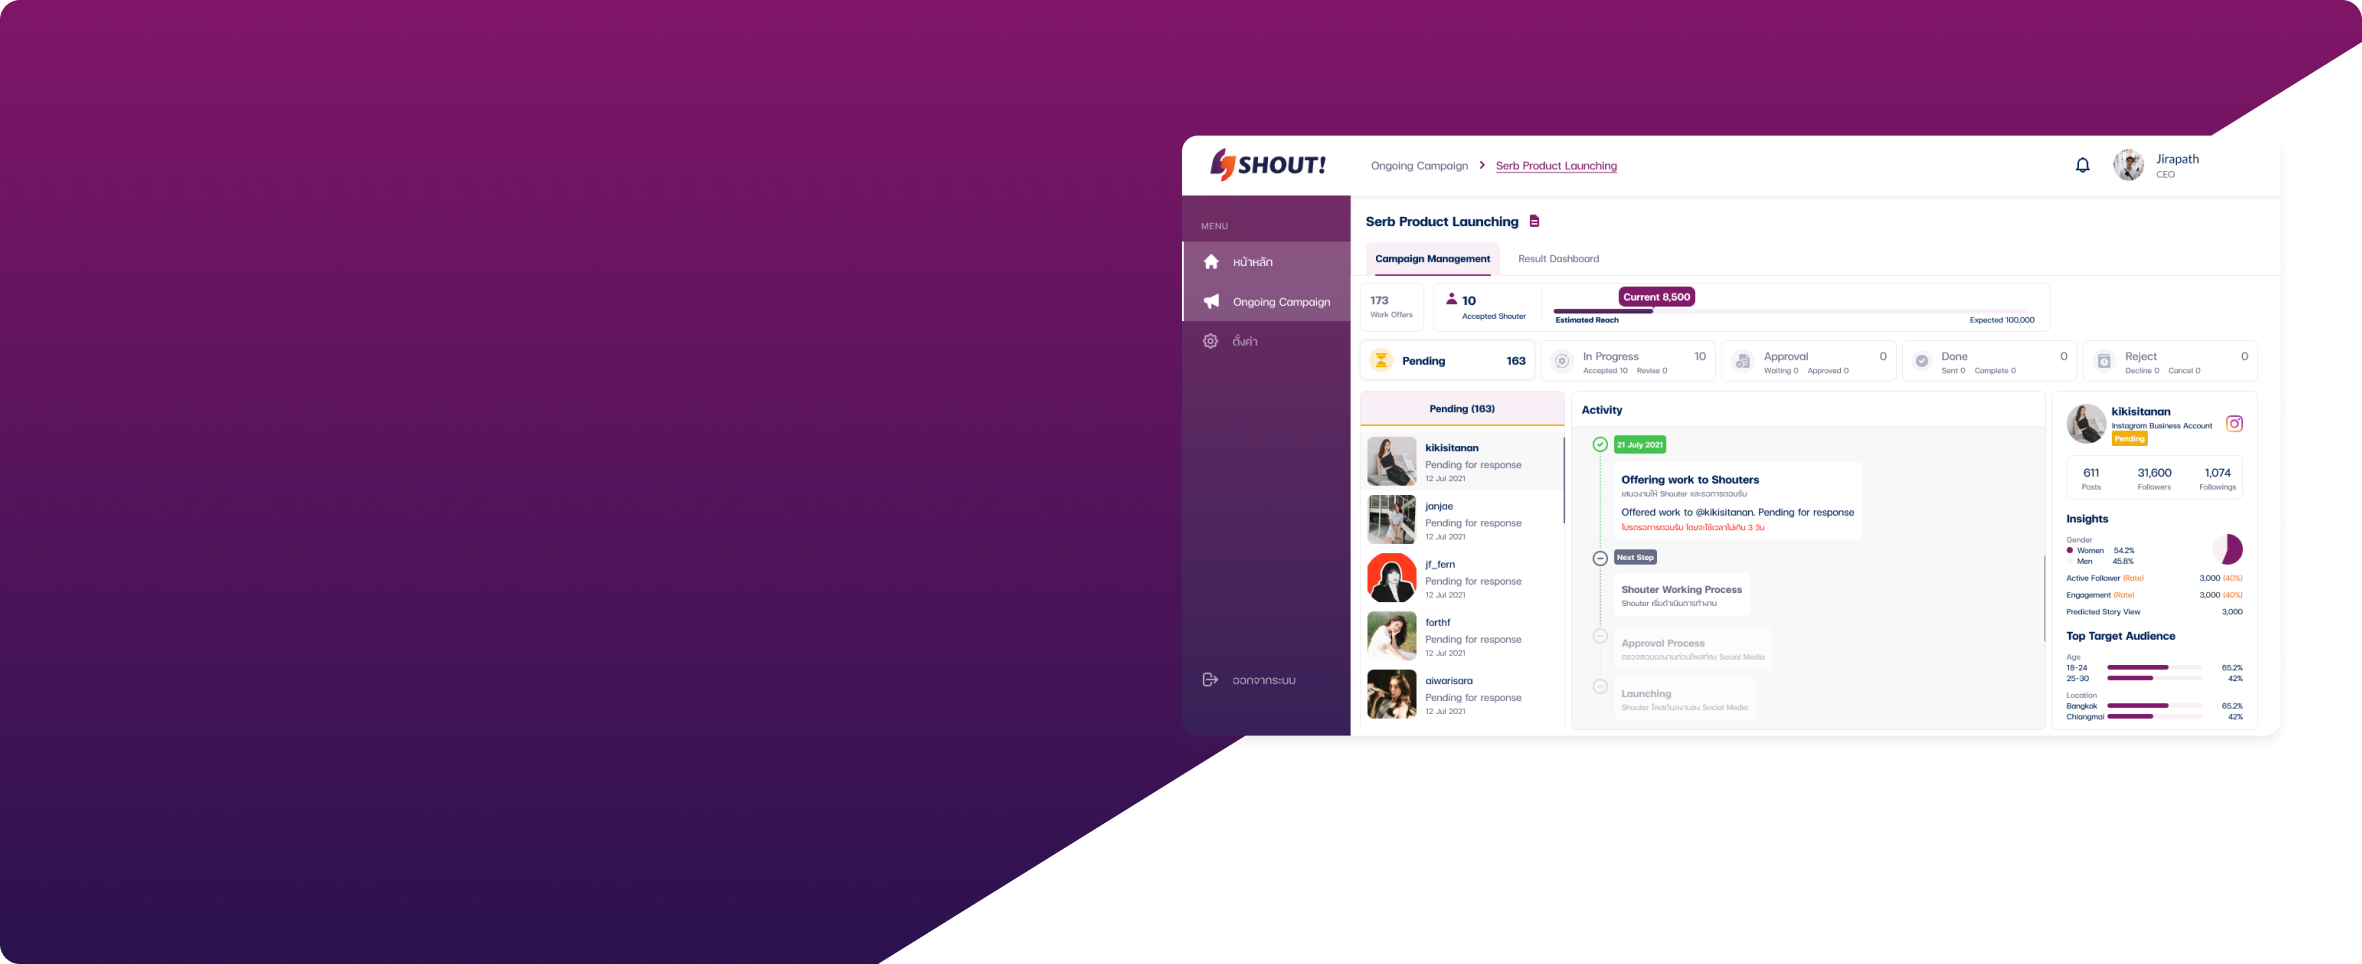 SHOUT!
Ongoing Campaign
Serb Product Launching
Jirapath
CEO
MENU
หน้าหลัก
Ongoing Campaign
ตั้งค่า
ออกจากระบบ
Serb Product Launching
Campaign Management
Result Dashboard
173
Work Offers
10
Accepted Shouter
Current 8,500
Estimated Reach
Expected 100,000
Pending
163
In Progress
10
Accepted 10
Revise 0
Approval
0
Waiting 0
Approved 0
Done
0
Sent 0
Complete 0
Reject
0
Decline 0
Cancel 0
Pending (163)
kikisitanan
Pending for response
12 Jul 2021
janjae
Pending for response
12 Jul 2021
jf_fern
Pending for response
12 Jul 2021
forthf
Pending for response
12 Jul 2021
aiwarisara
Pending for response
12 Jul 2021
Activity
21 July 2021
Offering work to Shouters
เสนองานให้ Shouter และรอการตอบรับ
Offered work to @kikisitanan. Pending for response
โปรดรอการตอบรับ โดยจะใช้เวลาไม่เกิน 3 วัน
Next Step
Shouter Working Process
Shouter เริ่มดำเนินการทำงาน
Approval Process
ตรวจสอบผลงานก่อนโพสท์ลง Social Media
Launching
Shouter โพสท์ผลงานลง Social Media
kikisitanan
Instagram Business Account
Pending
611
Posts
31,600
Followers
1,074
Followings
Insights
Gender
Women 54.2%
Men 45.8%
Active Follower (Rate) 3,000 (40%)
Engagement (Rate) 3,000 (40%)
Predicted Story View 3,000
Top Target Audience
Age
18-24 65.2%
25-30 42%
Location
Bangkok 65.2%
Chiangmai 42%